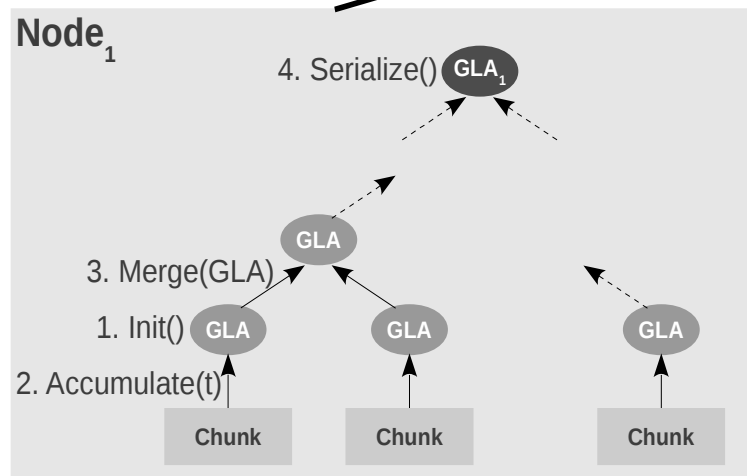 Node1
4. Serialize() GLA1
GLA
3. Merge(GLA)
1. Init() GLA GLA GLA
2. Accumulate(t)
Chunk Chunk Chunk